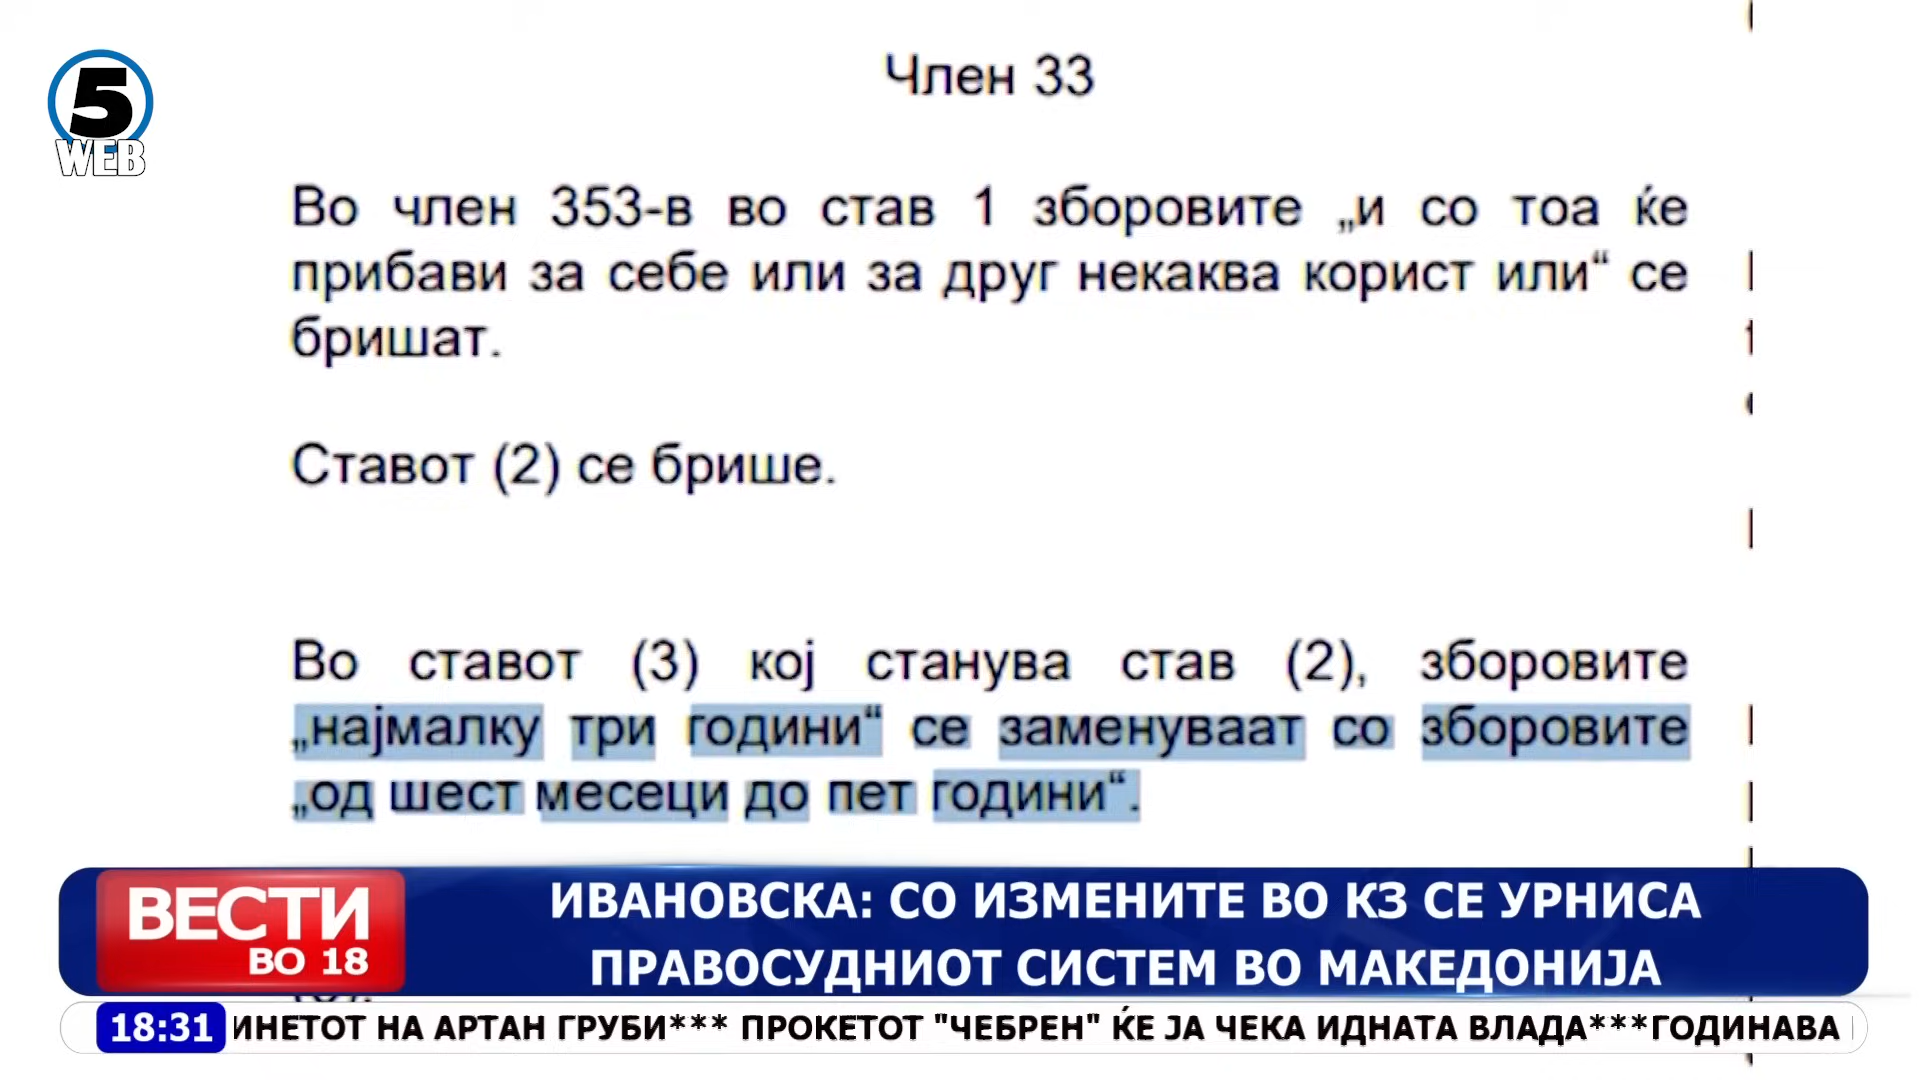 5
WEB
Член 33
Во член 353-в во став 1 зборовите „и со тоа ќе
прибави за себе или за друг некаква корист или“ се
бришат.
Ставот (2) се брише.
Во ставот (3) кој станува став (2), зборовите
„најмалку три години“ се заменуваат со зборовите
„од шест месеци до пет години“.
ВЕСТИ
ВО 18
ИВАНОВСКА: СО ИЗМЕНИТЕ ВО КЗ СЕ УРНИСА
ПРАВОСУДНИОТ СИСТЕМ ВО МАКЕДОНИЈА
18:31 ИНЕТОТ НА АРТАН ГРУБИ*** ПРОКЕТОТ "ЧЕБРЕН" ЌЕ ЈА ЧЕКА ИДНАТА ВЛАДА***ГОДИНАВА